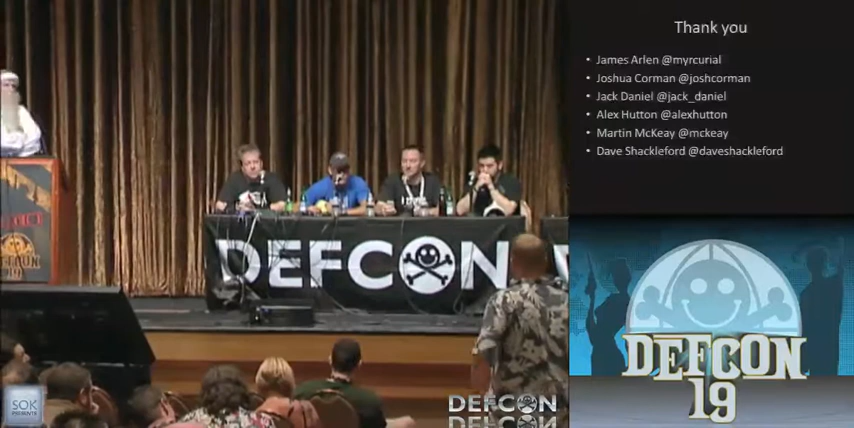 Thank you
• James Arlen @myrcurial
• Joshua Corman @joshcorman
• Jack Daniel @jack_daniel
• Alex Hutton @alexhutton
• Martin McKeay @mckeay
• Dave Shackleford @daveshackleford
DEFCON
19
SOK
DEFCON
DEFCON
19